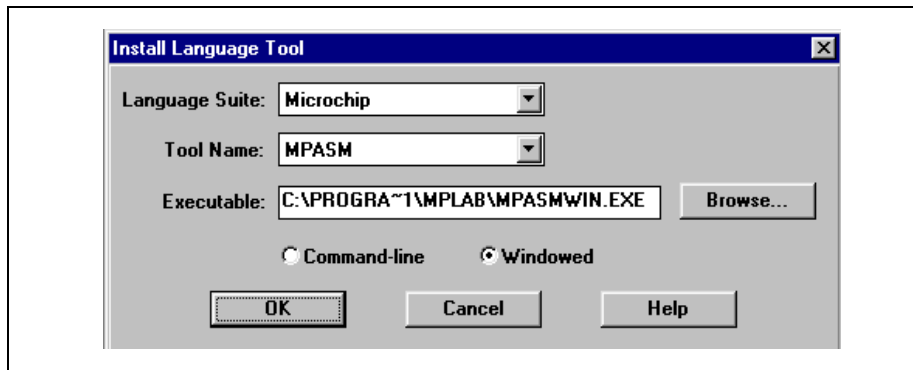 Install Language Tool
Language Suite: Microchip
Tool Name: MPASM
Executable: C:\PROGRA~1\MPLAB\MPASMWIN.EXE Browse...
Command-line Windowed
OK Cancel Help